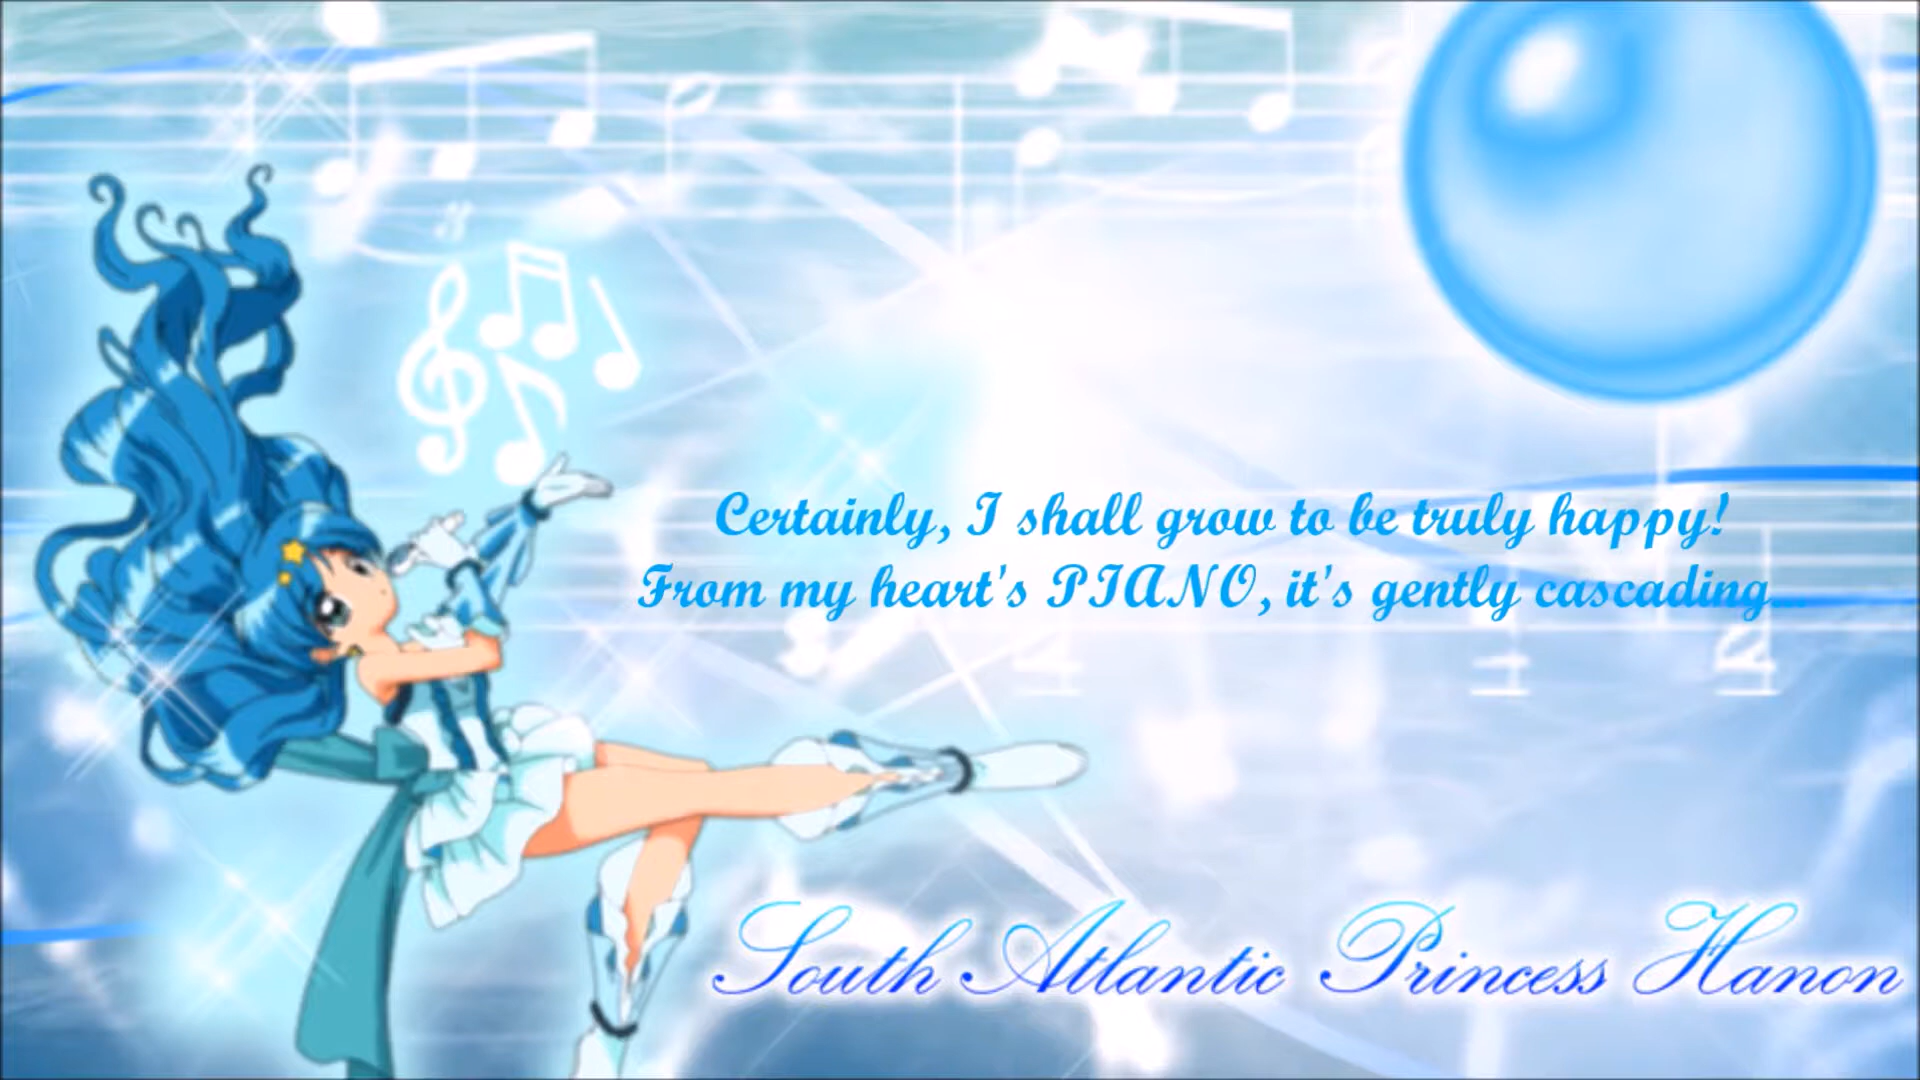 Certainly, I shall grow to be truly happy!
From my heart's PIANO, it's gently cascading...
South Atlantic Princess Hanon